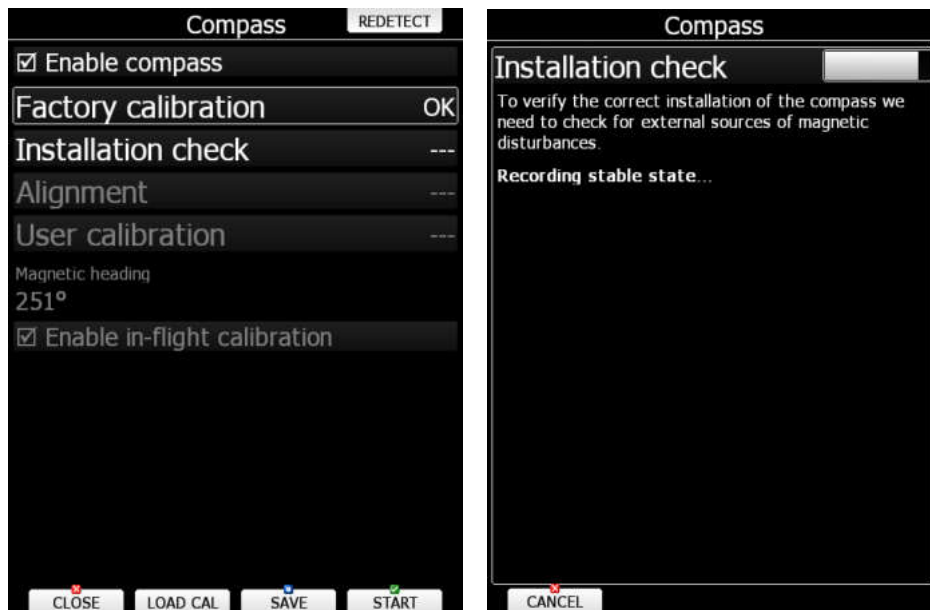 Compass
REDETECT
Enable compass
Factory calibration OK
Installation check ---
Alignment ---
User calibration ---
Magnetic heading
251°
Enable in-flight calibration
CLOSE LOAD CAL SAVE START
Compass
Installation check
To verify the correct installation of the compass we
need to check for external sources of magnetic
disturbances.
Recording stable state...
CANCEL